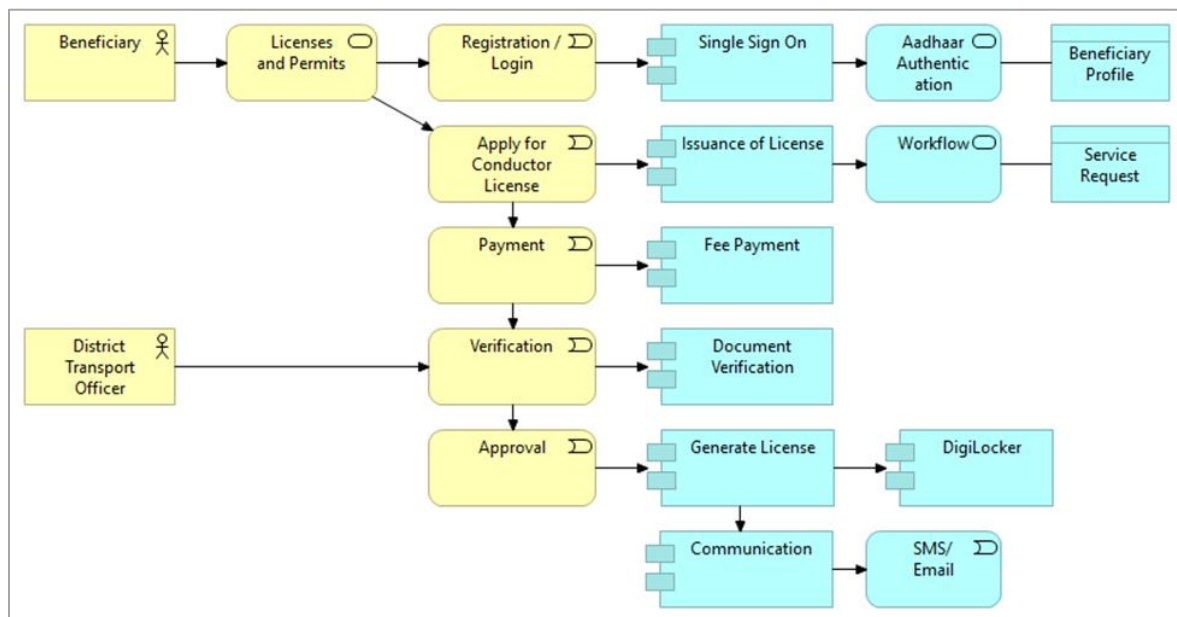 Beneficiary
Licenses
and Permits
Registration /
Login
Single Sign On
Aadhaar
Authentic
ation
Beneficiary
Profile
Apply for
Conductor
License
Issuance of License
Workflow
Service
Request
Payment
Fee Payment
District
Transport
Officer
Verification
Document
Verification
Approval
Generate License
DigiLocker
Communication
SMS/
Email